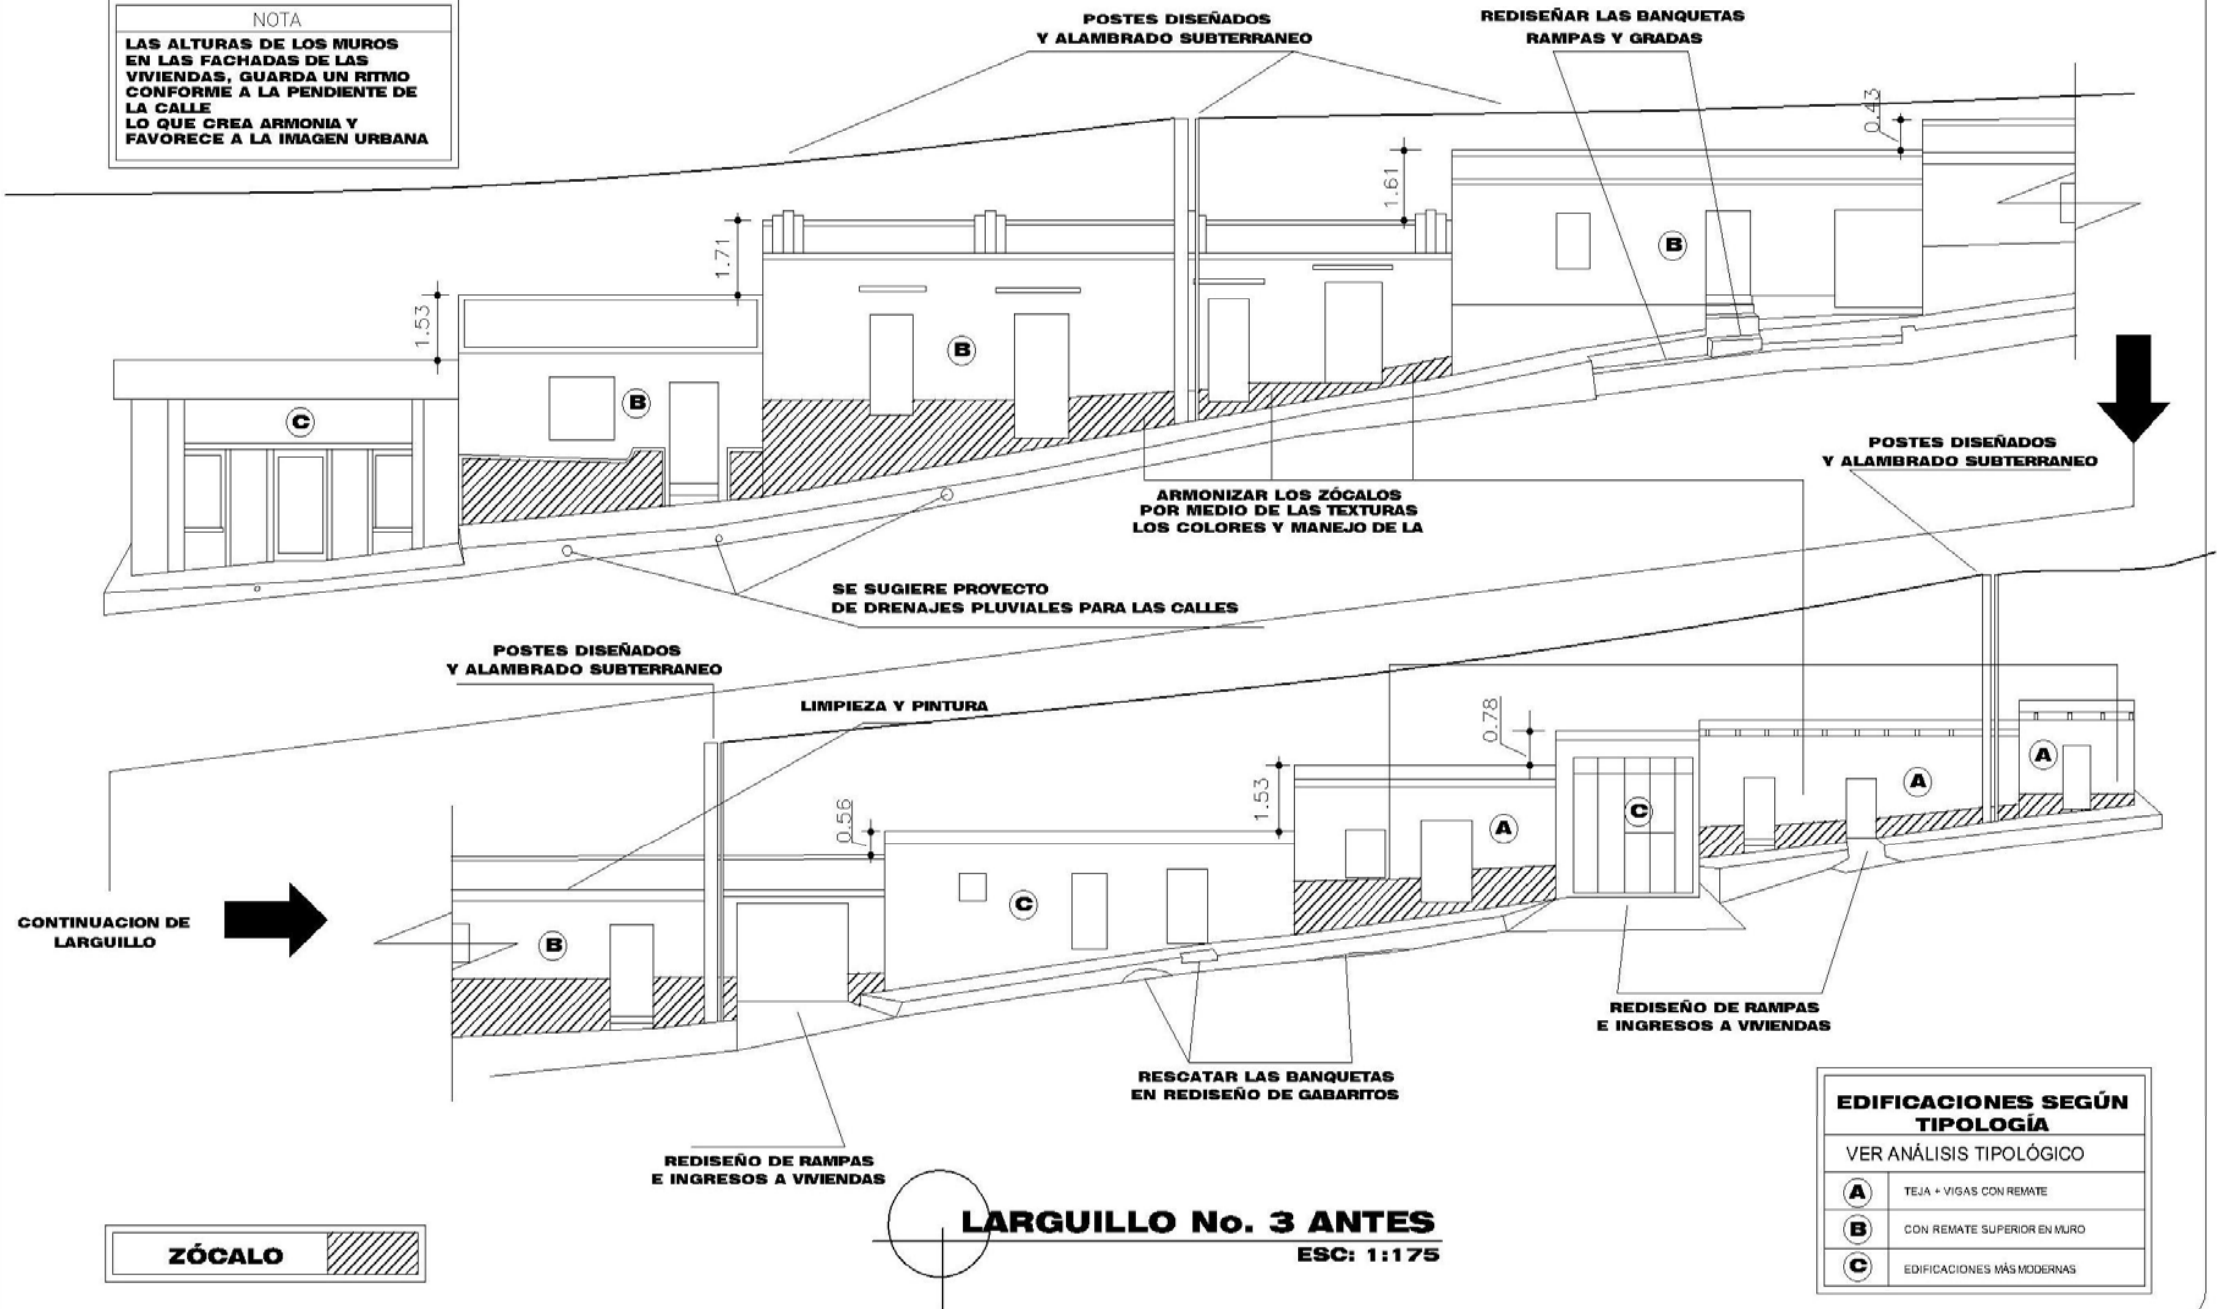 NOTA
LAS ALTURAS DE LOS MUROS
EN LAS FACHADAS DE LAS
VIVIENDAS, GUARDA UN RITMO
CONFORME A LA PENDIENTE DE
LA CALLE
LO QUE CREA ARMONIA Y
FAVORECE A LA IMAGEN URBANA
POSTES DISEÑADOS
Y ALAMBRADO SUBTERRANEO
REDISEÑAR LAS BANQUETAS
RAMPAS Y GRADAS
0.43
1.61
1.71
1.53
B
B
B
C
POSTES DISEÑADOS
Y ALAMBRADO SUBTERRANEO
ARMONIZAR LOS ZÓCALOS
POR MEDIO DE LAS TEXTURAS
LOS COLORES Y MANEJO DE LA
SE SUGIERE PROYECTO
DE DRENAJES PLUVIALES PARA LAS CALLES
POSTES DISEÑADOS
Y ALAMBRADO SUBTERRANEO
LIMPIEZA Y PINTURA
0.78
1.53
0.56
A
A
C
A
C
B
CONTINUACION DE
LARGUILLO
REDISEÑO DE RAMPAS
E INGRESOS A VIVIENDAS
RESCATAR LAS BANQUETAS
EN REDISEÑO DE GABARITOS
REDISEÑO DE RAMPAS
E INGRESOS A VIVIENDAS
EDIFICACIONES SEGÚN
TIPOLOGÍA
VER ANÁLISIS TIPOLÓGICO
A TEJA + VIGAS CON REMATE
B CON REMATE SUPERIOR EN MURO
C EDIFICACIONES MÁS MODERNAS
LARGUILLO No. 3 ANTES
ESC: 1:175
ZÓCALO